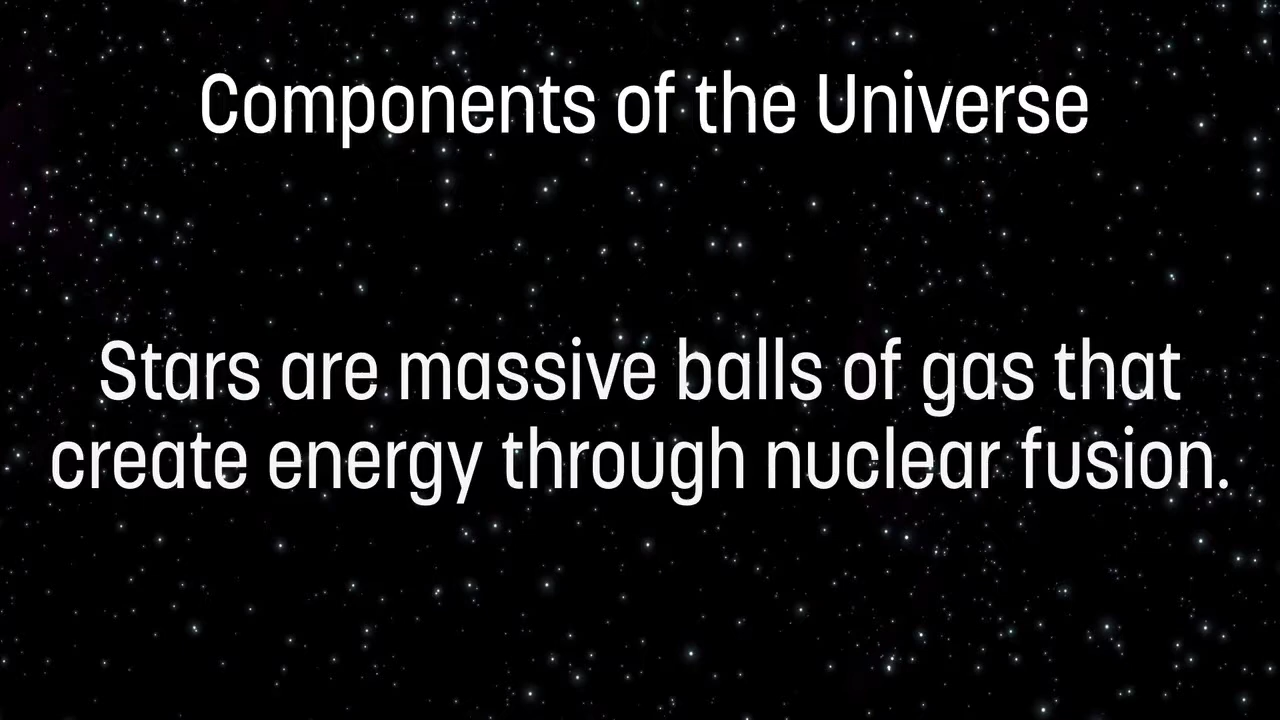 Components of the Universe
Stars are massive balls of gas that
create energy through nuclear fusion.